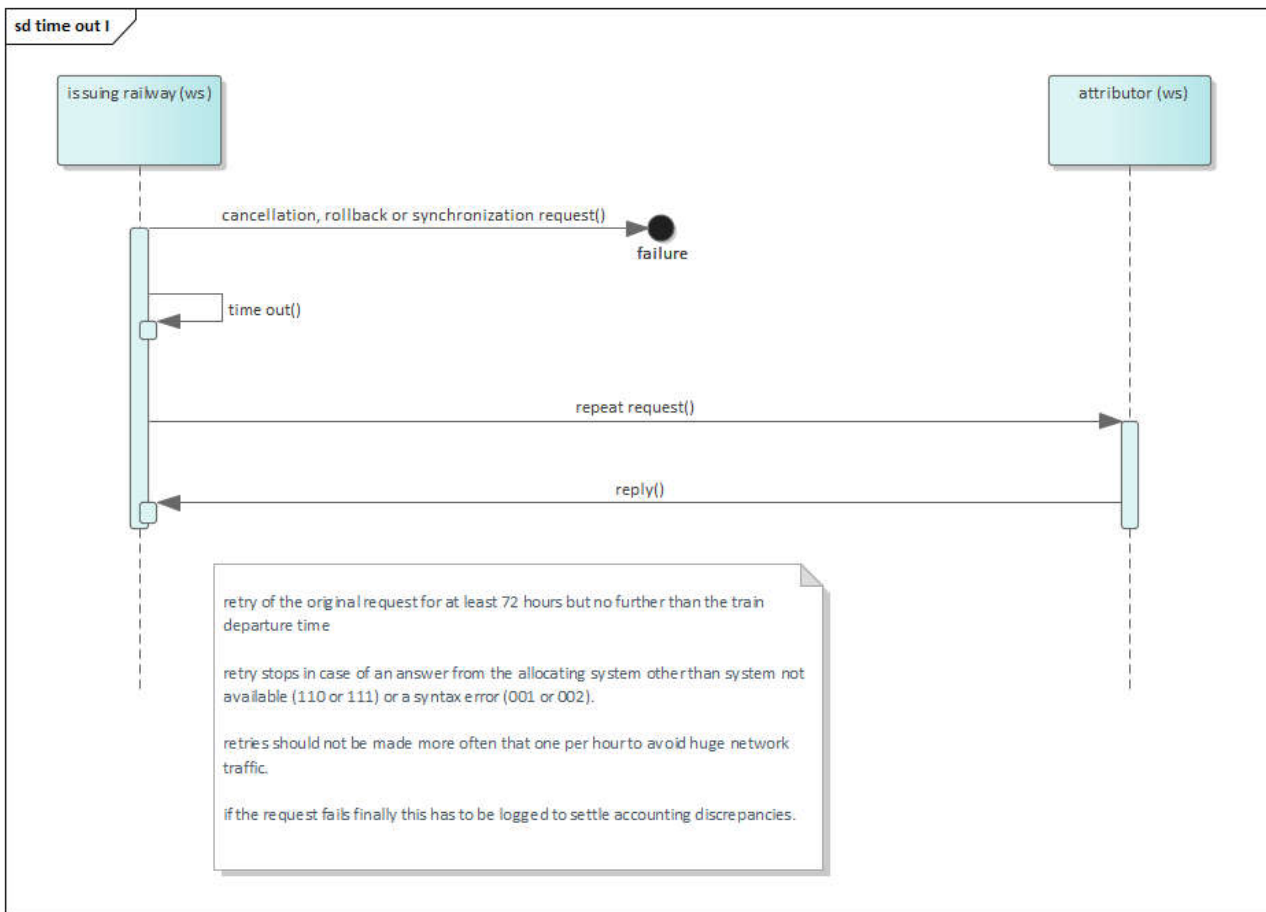 sd time out I
issuing railway (ws)
attributor (ws)
cancellation, rollback or synchronization request()
failure
time out()
repeat request()
reply()
retry of the original request for at least 72 hours but no further than the train
departure time
retry stops in case of an answer from the allocating system other than system not
available (110 or 111) or a syntax error (001 or 002).
retries should not be made more often that one per hour to avoid huge network
traffic.
if the request fails finally this has to be logged to settle accounting discrepancies.